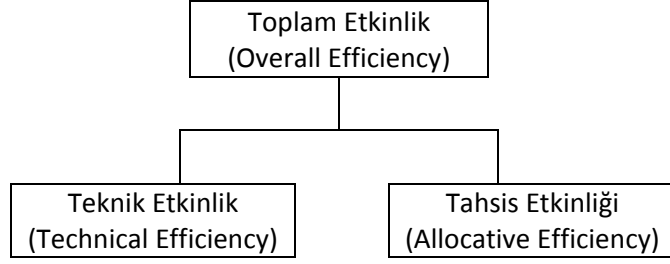 Toplam Etkinlik
(Overall Efficiency)
Teknik Etkinlik
(Technical Efficiency)
Tahsis Etkinliği
(Allocative Efficiency)